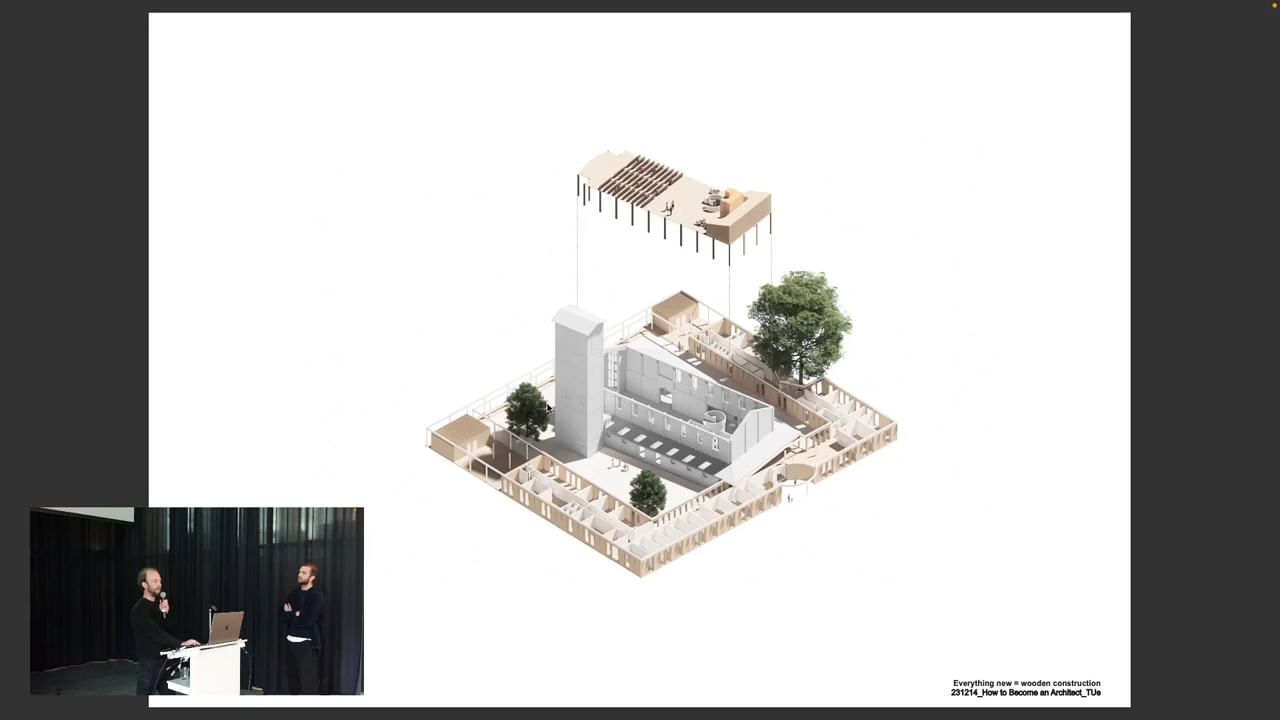 Everything new = wooden construction
231214_How to Become an Architect_TUe